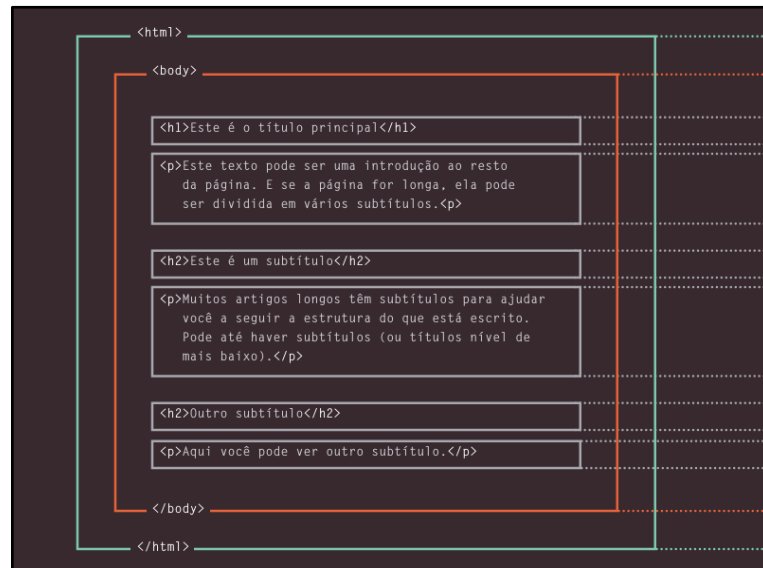 <html>
<body>
<h1>Este é o título principal</h1>
<p>Este texto pode ser uma introdução ao resto
da página. E se a página for longa, ela pode
ser dividida em vários subtítulos.<p>
<h2>Este é um subtítulo</h2>
<p>Muitos artigos longos têm subtítulos para ajudar
você a seguir a estrutura do que está escrito.
Pode até haver subtítulos (ou títulos nível de
mais baixo).</p>
<h2>Outro subtítulo</h2>
<p>Aqui você pode ver outro subtítulo.</p>
</body>
</html>